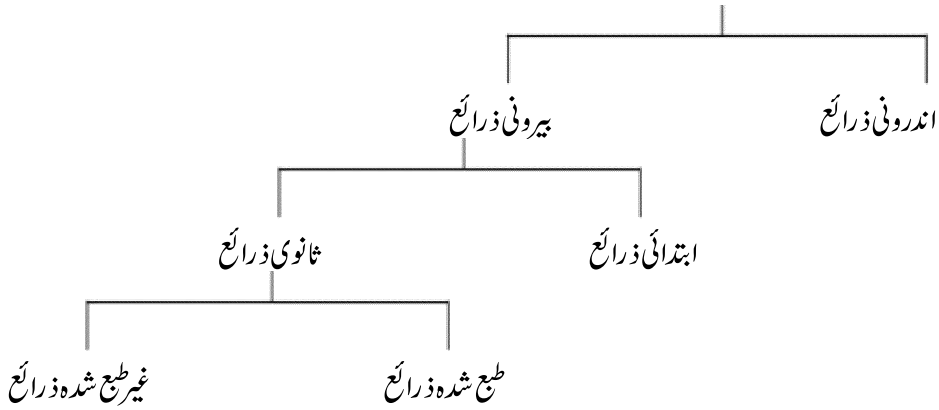 اندرونی ذرائع
بیرونی ذرائع
ابتدائی ذرائع
ثانوی ذرائع
طبع شدہ ذرائع
غیر طبع شدہ ذرائع